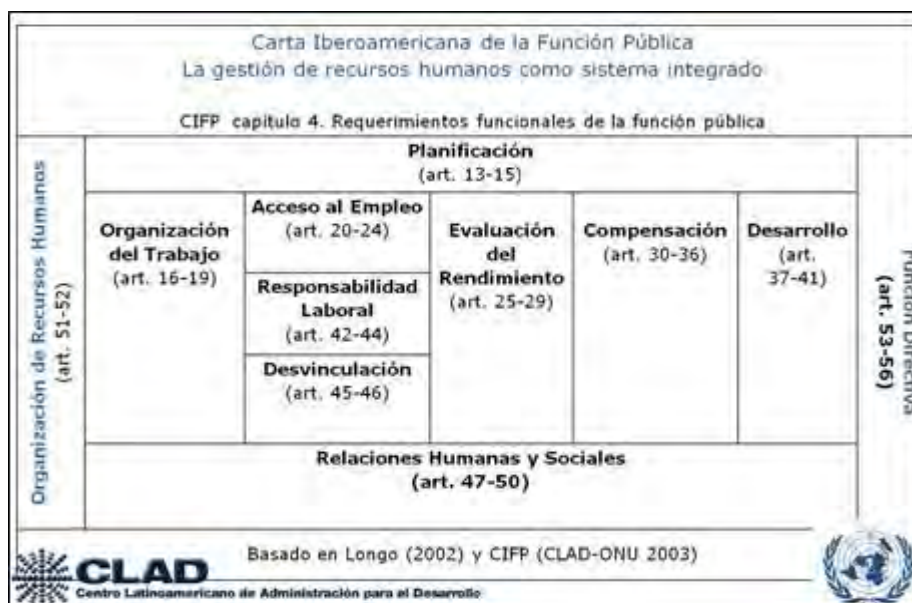 Carta Iberoamericana de la Función Pública
La gestión de recursos humanos como sistema integrado
CIFP capítulo 4. Requerimientos funcionales de la función pública
Organización de Recursos Humanos
(art. 51-52)
Planificación
(art. 13-15)
Organización
del Trabajo
(art. 16-19)
Acceso al Empleo
(art. 20-24)
Responsabilidad
Laboral
(art. 42-44)
Desvinculación
(art. 45-46)
Evaluación
del
Rendimiento
(art. 25-29)
Compensación
(art. 30-36)
Desarrollo
(art.
37-41)
Relaciones Humanas y Sociales
(art. 47-50)
Función Directiva
(art. 53-56)
Basado en Longo (2002) y CIFP (CLAD-ONU 2003)
CLAD
Centro Latinoamericano de Administración para el Desarrollo